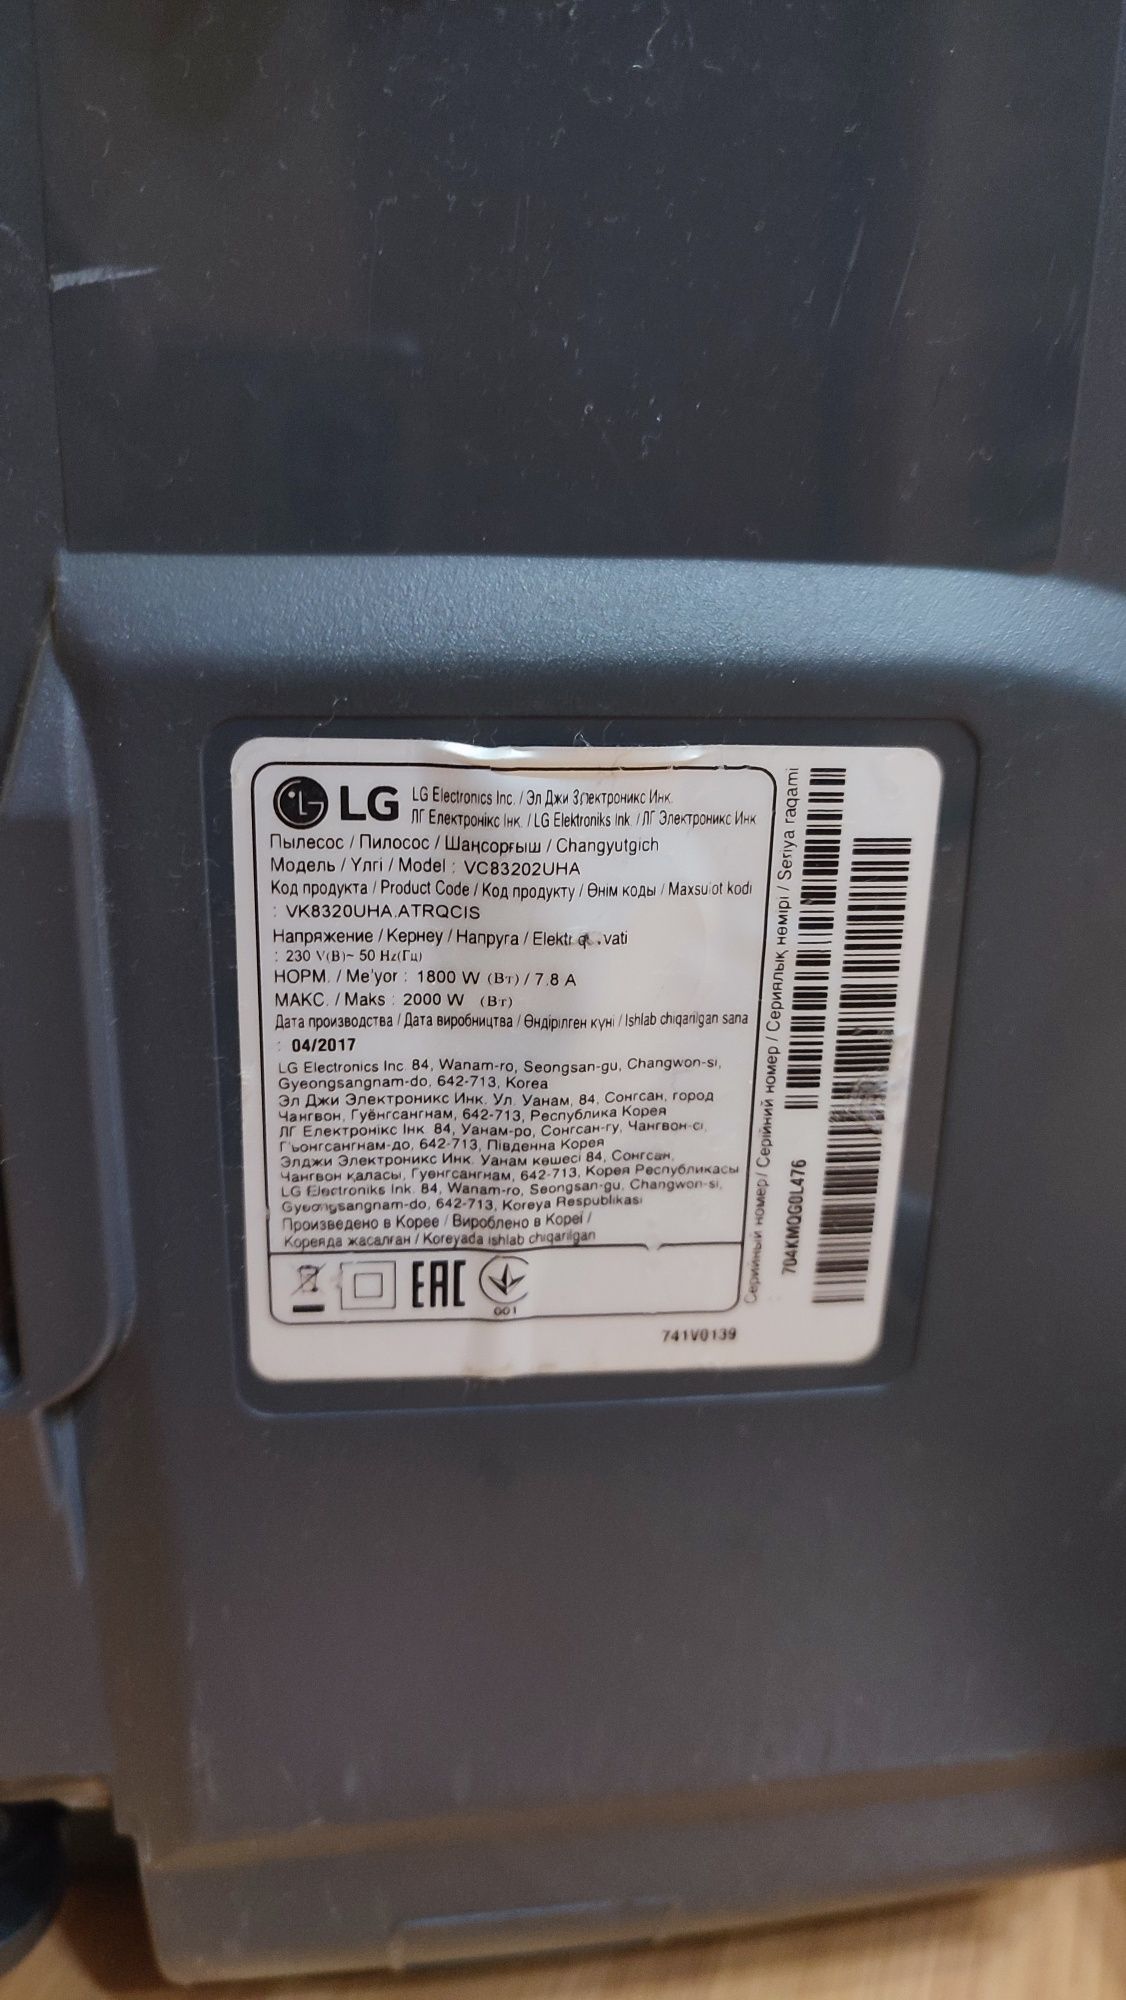 LG
LG Electronics Inc. / Эл Джи Электроникс Инк.
ЛГ Електронікс Інк. / LG Elektroniks Ink. / ЛГ Электроникс Инк
Пылесос / Пилосос / Шаңсорғыш / Changyutgich
Модель / Үлгі / Model : VC83202UHA
Код продукта / Product Code / Код продукту / Өнім коды / Maxsulot kodi
: VK8320UHA.ATRQCIS
Напряжение / Кернеу / Напруга / Elektr vati
: 230 V(В)~ 50 Hz(Гц)
НОРМ. / Me'yor : 1800 W (Вт) / 7.8 A
МАКС. / Maks : 2000 W (Вт)
Дата производства / Дата виробництва / Өндірілген күні / Ishlab chiqarilgan sana
: 04/2017
LG Electronics Inc. 84, Wanam-ro, Seongsan-gu, Changwon-si,
Gyeongsangnam-do, 642-713, Korea
Эл Джи Электроникс Инк. Ул. Уанам, 84, Сонгсан, город
Чангвон, Гуёнгсангнам, 642-713, Республика Корея
ЛГ Електронікс Інк. 84, Уанам-ро, Сонгсан-гу, Чангвон-сі,
Г'ьонгсангнам-до, 642-713, Південна Корея
Элджи Электроникс Инк. Уанам көшесі 84, Сонгсан,
Чангвон қаласы, Гуенгсангнам, 642-713, Корея Республикасы
LG Electroniks Ink. 84, Wanam-ro, Seongsan-gu, Changwon-si,
Gyeongsangnam-do, 642-713, Koreya Respublikasi
Произведено в Корее / Вироблено в Кореї /
Кореяда жасалған / Koreyada ishlab chiqarilgan
EAC
001
741V0139
Серийный номер / Серійний номер / Сериялық нөмірі / Seriya raqami
704KMQG0L476